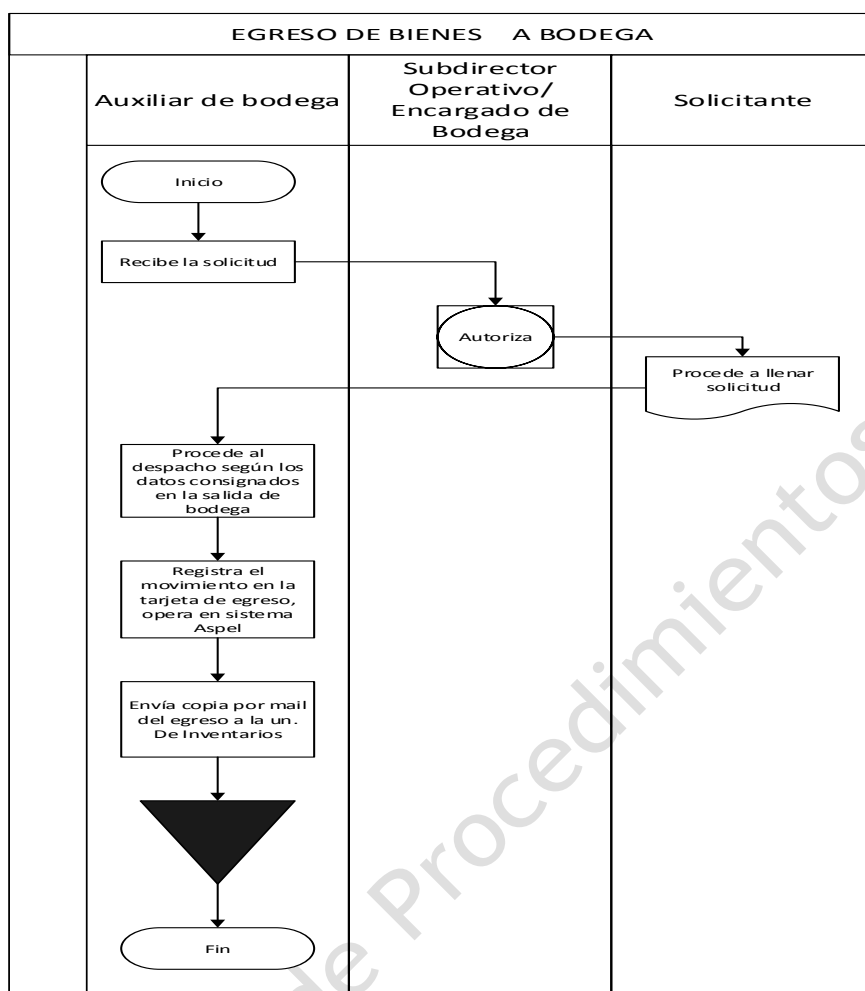 EGRESO DE BIENES A BODEGA
Auxiliar de bodega
Subdirector
Operativo/
Encargado de
Bodega
Solicitante
Inicio
Recibe la solicitud
Autoriza
Procede a llenar
solicitud
Procede al
despacho según los
datos consignados
en la salida de
bodega
Registra el
movimiento en la
tarjeta de egreso,
opera en sistema
Aspel
Envía copia por mail
del egreso a la un.
De Inventarios
Fin
de Procedimientos